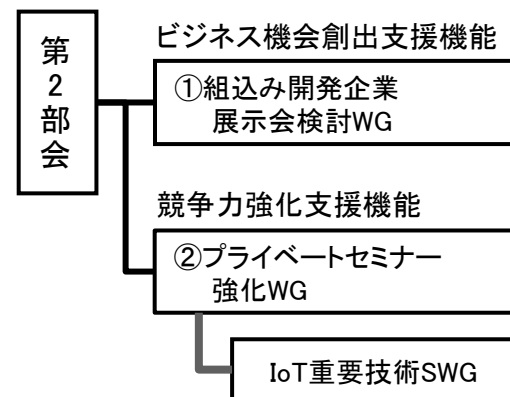 第2部会
ビジネス機会創出支援機能
①組込み開発企業
展示会検討WG
競争力強化支援機能
②プライベートセミナー
強化WG
IoT重要技術SWG